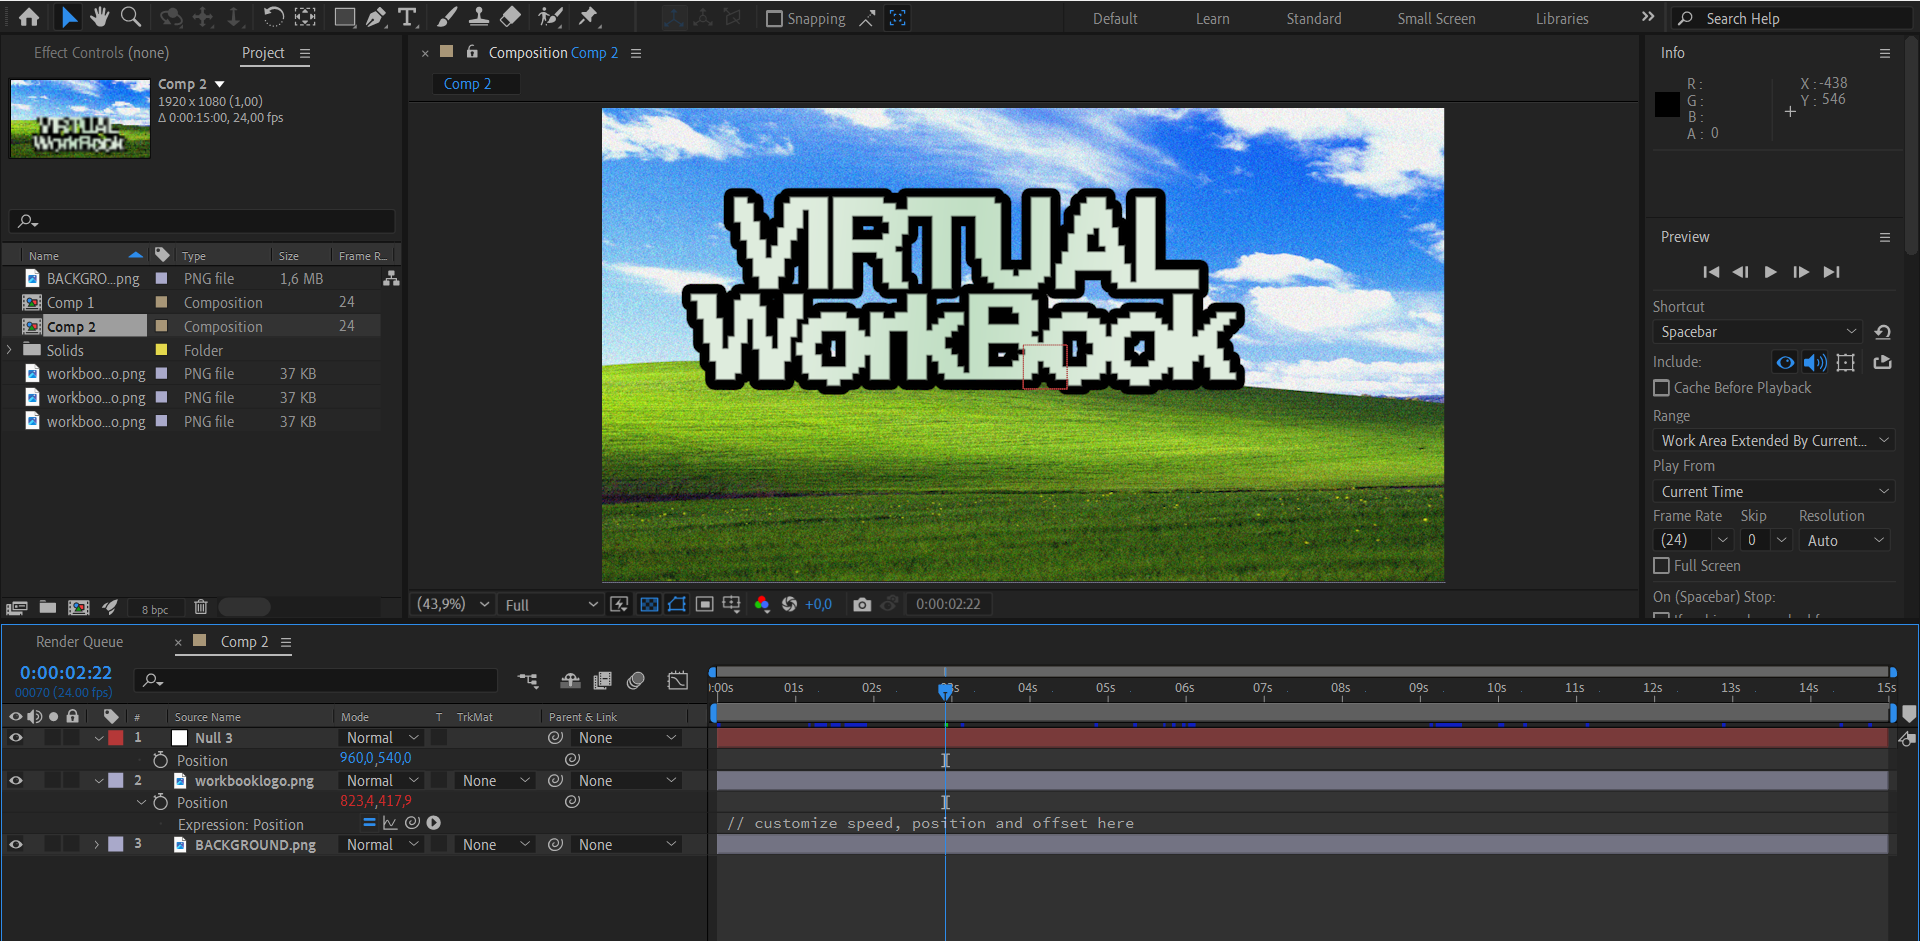 Snapping
Default
Learn
Standard
Small Screen
Libraries
Search Help
Effect Controls (none)
Project
Comp 2
1920 x 1080 (1,00)
Δ 0:00:15:00, 24,00 fps
Name
Type
Size
Frame R...
BACKGRO...png
PNG file
1,6 MB
Comp 1
Composition
24
Comp 2
Composition
24
Solids
Folder
workboo...o.png
PNG file
37 KB
workboo...o.png
PNG file
37 KB
workboo...o.png
PNG file
37 KB
8 bpc
Composition Comp 2
Comp 2
VIRTUAL
WorkBook
(43,9%)
Full
+0,0
0:00:02:22
Info
R :
G :
B :
A : 0
X : -438
Y : 546
Preview
Shortcut
Spacebar
Include:
Cache Before Playback
Range
Work Area Extended By Current...
Play From
Current Time
Frame Rate
Skip
Resolution
(24)
0
Auto
Full Screen
On (Spacebar) Stop:
Render Queue
Comp 2
0:00:02:22
00070 (24.00 fps)
:00s
01s
02s
03s
04s
05s
06s
07s
08s
09s
10s
11s
12s
13s
14s
15s
#
Source Name
Mode
T
TrkMat
Parent & Link
1
Null 3
Normal
None
Position
960,0,540,0
2
workbooklogo.png
Normal
None
None
Position
823,4,417,9
Expression: Position
// customize speed, position and offset here
3
BACKGROUND.png
Normal
None
None